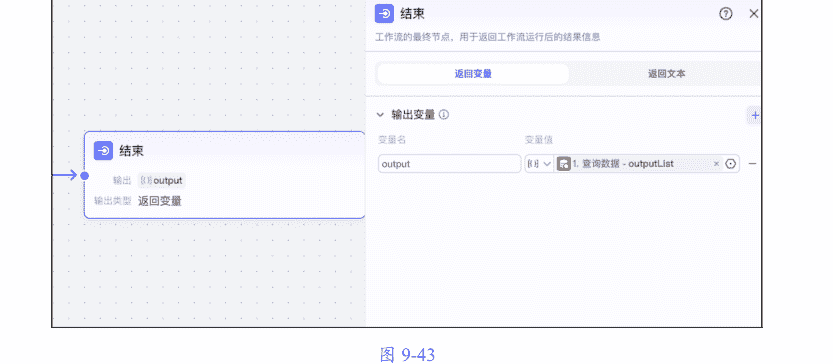 结束
工作流的最终节点，用于返回工作流运行后的结果信息
返回变量 返回文本
输出变量
变量名 变量值
output 1. 查询数据 - outputList
结束
输出 output
输出类型 返回变量
图 9-43